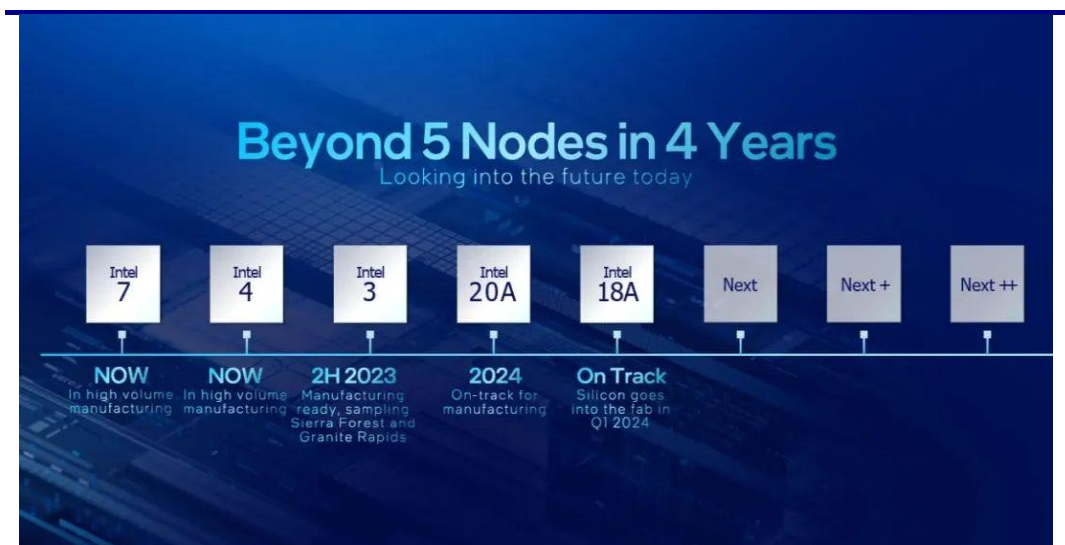 Beyond 5 Nodes in 4 Years
Looking into the future today
Intel
7
Intel
4
Intel
3
Intel
20A
Intel
18A
Next
Next +
Next ++
NOW
In high volume
manufacturing
NOW
In high volume
manufacturing
2H 2023
Manufacturing
ready, sampling
Sierra Forest and
Granite Rapids
2024
On-track for
manufacturing
On Track
Silicon goes
into the fab in
Q1 2024